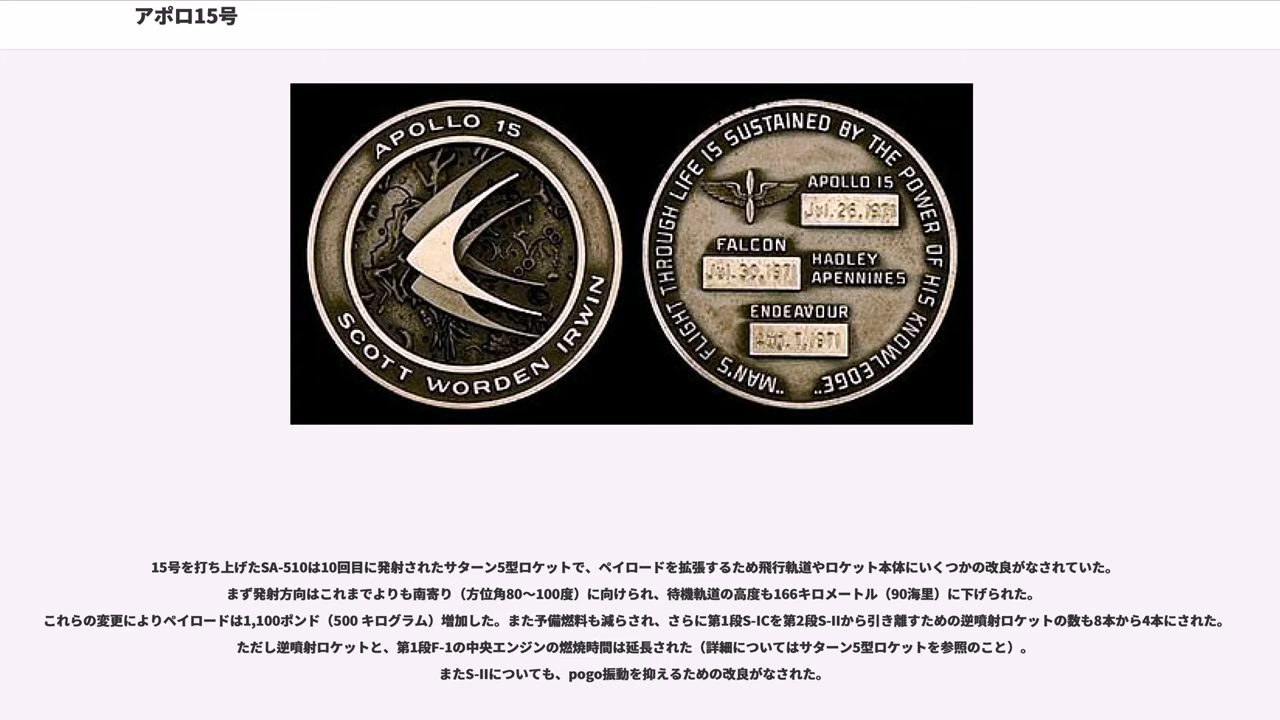 アポロ15号
APOLLO 15
SCOTT WORDEN IRWIN
"MAN'S FLIGHT THROUGH LIFE IS SUSTAINED BY THE POWER OF HIS KNOWLEDGE"
APOLLO 15
Jul. 26, 1971
FALCON
Jul. 30, 1971
HADLEY
APENNINES
ENDEAVOUR
Aug. 7, 1971
15号を打ち上げたSA-510は10回目に発射されたサターン5型ロケットで、ペイロードを拡張するため飛行軌道やロケット本体にいくつかの改良がなされていた。
まず発射方向はこれまでよりも南寄り（方位角80〜100度）に向けられ、待機軌道の高度も166キロメートル（90海里）に下げられた。
これらの変更によりペイロードは1,100ポンド（500 キログラム）増加した。また予備燃料も減らされ、さらに第1段S-ICを第2段S-IIから引き離すための逆噴射ロケットの数も8本から4本にされた。
ただし逆噴射ロケットと、第1段F-1の中央エンジンの燃焼時間は延長された（詳細についてはサターン5型ロケットを参照のこと）。
またS-IIについても、pogo振動を抑えるための改良がなされた。